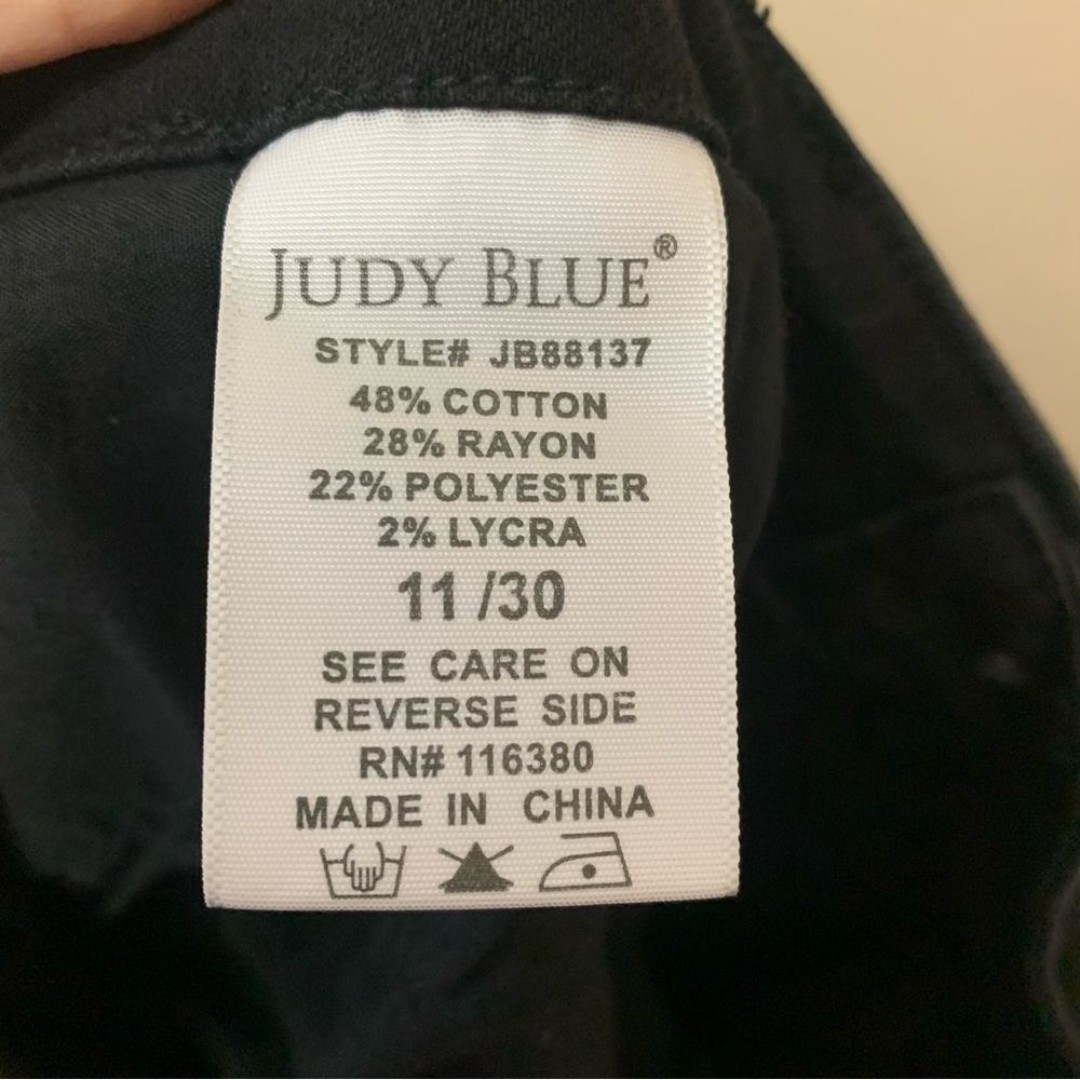 JUDY BLUE®
STYLE# JB88137
48% COTTON
28% RAYON
22% POLYESTER
2% LYCRA
11 /30
SEE CARE ON
REVERSE SIDE
RN# 116380
MADE IN CHINA